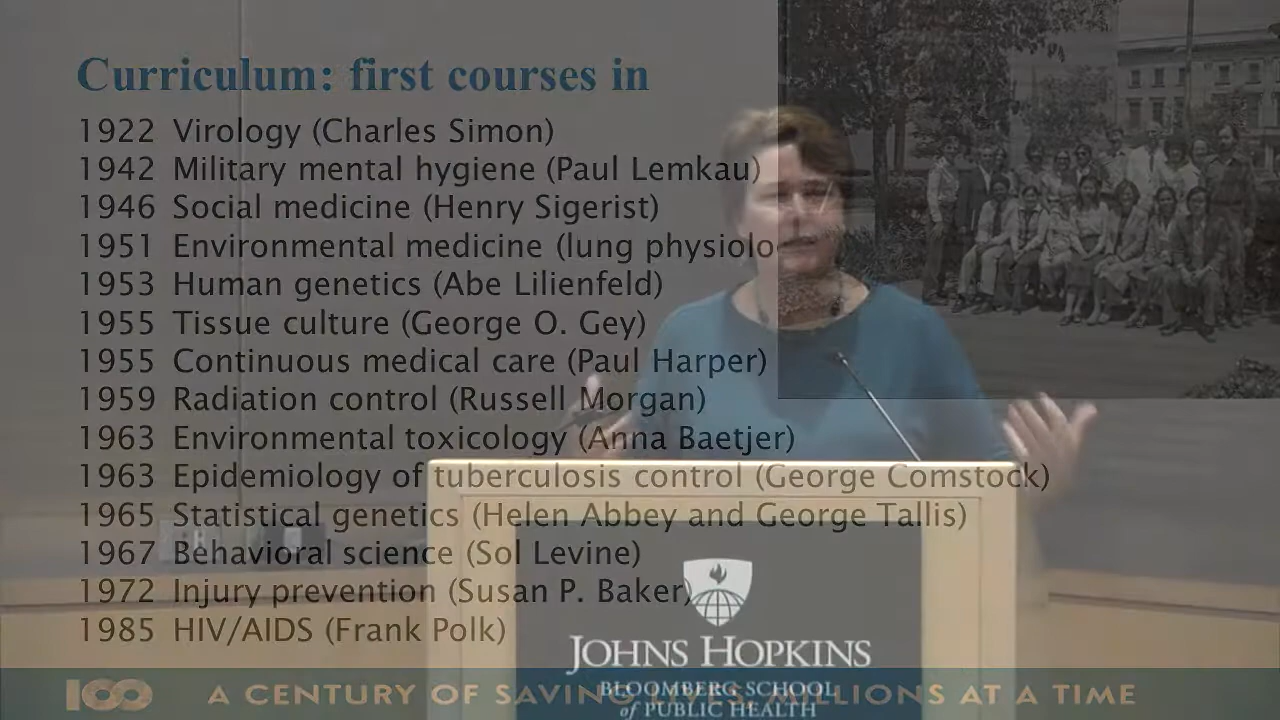 Curriculum: first courses in
1922 Virology (Charles Simon)
1942 Military mental hygiene (Paul Lemkau)
1946 Social medicine (Henry Sigerist)
1951 Environmental medicine (lung physiolo
1953 Human genetics (Abe Lilienfeld)
1955 Tissue culture (George O. Gey)
1955 Continuous medical care (Paul Harper)
1959 Radiation control (Russell Morgan)
1963 Environmental toxicology (Anna Baetjer)
1963 Epidemiology of tuberculosis control (George Comstock)
1965 Statistical genetics (Helen Abbey and George Tallis)
1967 Behavioral science (Sol Levine)
1972 Injury prevention (Susan P. Baker)
1985 HIV/AIDS (Frank Polk)
JOHNS HOPKINS
BLOOMBERG SCHOOL
of PUBLIC HEALTH
100 A CENTURY OF SAVING MILLIONS AT A TIME